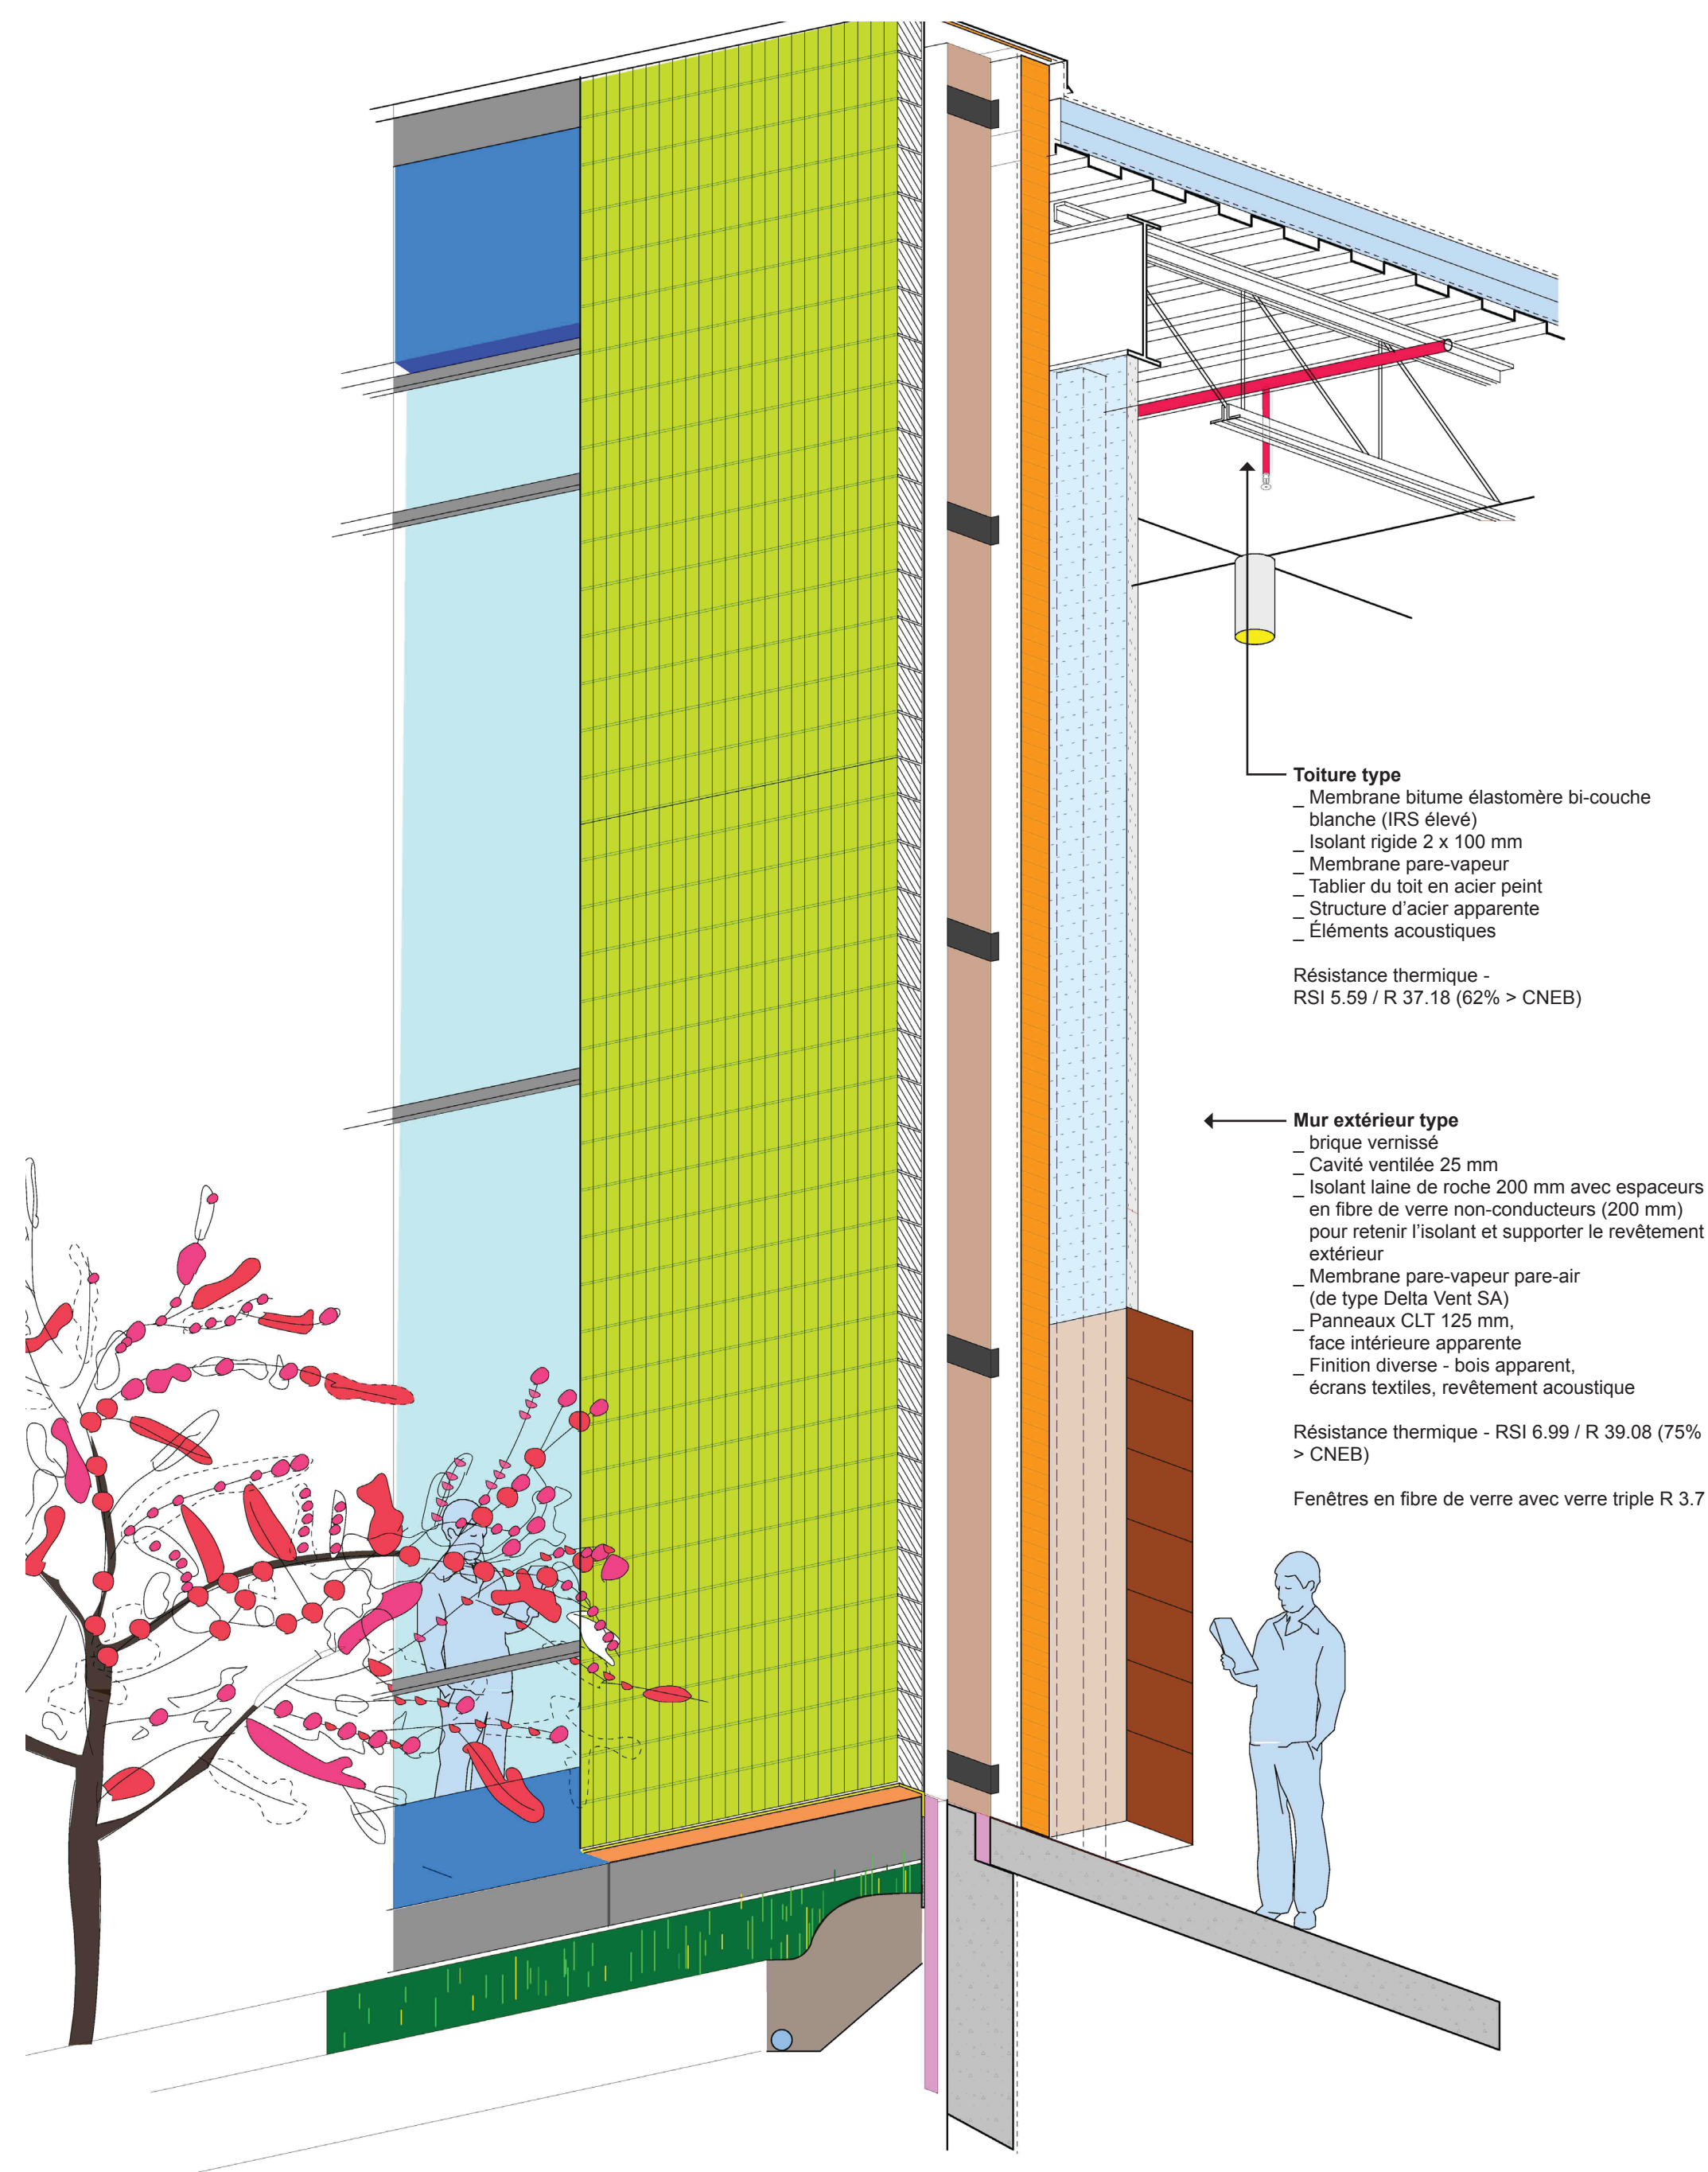 Toiture type
_ Membrane bitume élastomère bi-couche
blanche (IRS élevé)
_ Isolant rigide 2 x 100 mm
_ Membrane pare-vapeur
_ Tablier du toit en acier peint
_ Structure d'acier apparente
_ Éléments acoustiques
Résistance thermique -
RSI 5.59 / R 37.18 (62% > CNEB)
Mur extérieur type
_ brique vernissé
_ Cavité ventilée 25 mm
_ Isolant laine de roche 200 mm avec espaceurs
en fibre de verre non-conducteurs (200 mm)
pour retenir l'isolant et supporter le revêtement
extérieur
_ Membrane pare-vapeur pare-air
(de type Delta Vent SA)
_ Panneaux CLT 125 mm,
face intérieure apparente
_ Finition diverse - bois apparent,
écrans textiles, revêtement acoustique
Résistance thermique - RSI 6.99 / R 39.08 (75%
> CNEB)
Fenêtres en fibre de verre avec verre triple R 3.7